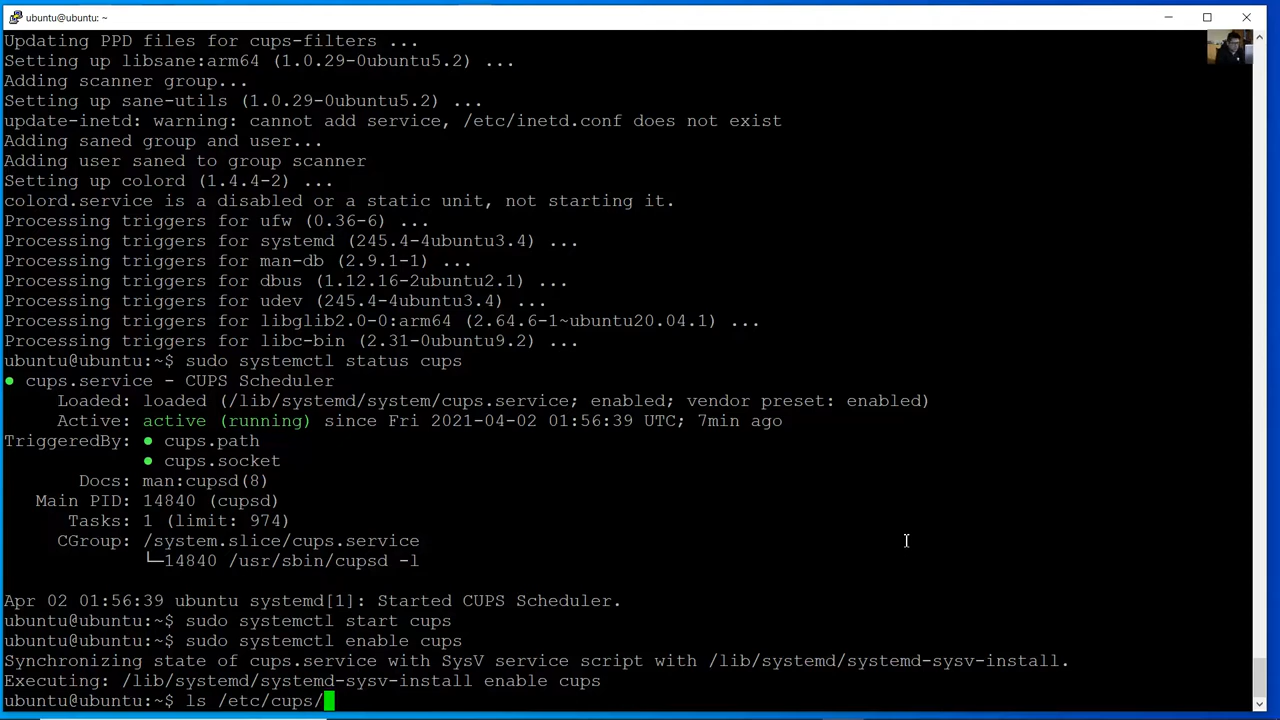 ubuntu@ubuntu: ~
Updating PPD files for cups-filters ...
Setting up libsane:arm64 (1.0.29-0ubuntu5.2) ...
Adding scanner group...
Setting up sane-utils (1.0.29-0ubuntu5.2) ...
update-inetd: warning: cannot add service, /etc/inetd.conf does not exist
Adding saned group and user...
Adding user saned to group scanner
Setting up colord (1.4.4-2) ...
colord.service is a disabled or a static unit, not starting it.
Processing triggers for ufw (0.36-6) ...
Processing triggers for systemd (245.4-4ubuntu3.4) ...
Processing triggers for man-db (2.9.1-1) ...
Processing triggers for dbus (1.12.16-2ubuntu2.1) ...
Processing triggers for udev (245.4-4ubuntu3.4) ...
Processing triggers for libglib2.0-0:arm64 (2.64.6-1~ubuntu20.04.1) ...
Processing triggers for libc-bin (2.31-0ubuntu9.2) ...
ubuntu@ubuntu:~$ sudo systemctl status cups
● cups.service - CUPS Scheduler
Loaded: loaded (/lib/systemd/system/cups.service; enabled; vendor preset: enabled)
Active: active (running) since Fri 2021-04-02 01:56:39 UTC; 7min ago
TriggeredBy: ● cups.path
● cups.socket
Docs: man:cupsd(8)
Main PID: 14840 (cupsd)
Tasks: 1 (limit: 974)
CGroup: /system.slice/cups.service
└─14840 /usr/sbin/cupsd -l
Apr 02 01:56:39 ubuntu systemd[1]: Started CUPS Scheduler.
ubuntu@ubuntu:~$ sudo systemctl start cups
ubuntu@ubuntu:~$ sudo systemctl enable cups
Synchronizing state of cups.service with SysV service script with /lib/systemd/systemd-sysv-install.
Executing: /lib/systemd/systemd-sysv-install enable cups
ubuntu@ubuntu:~$ ls /etc/cups/